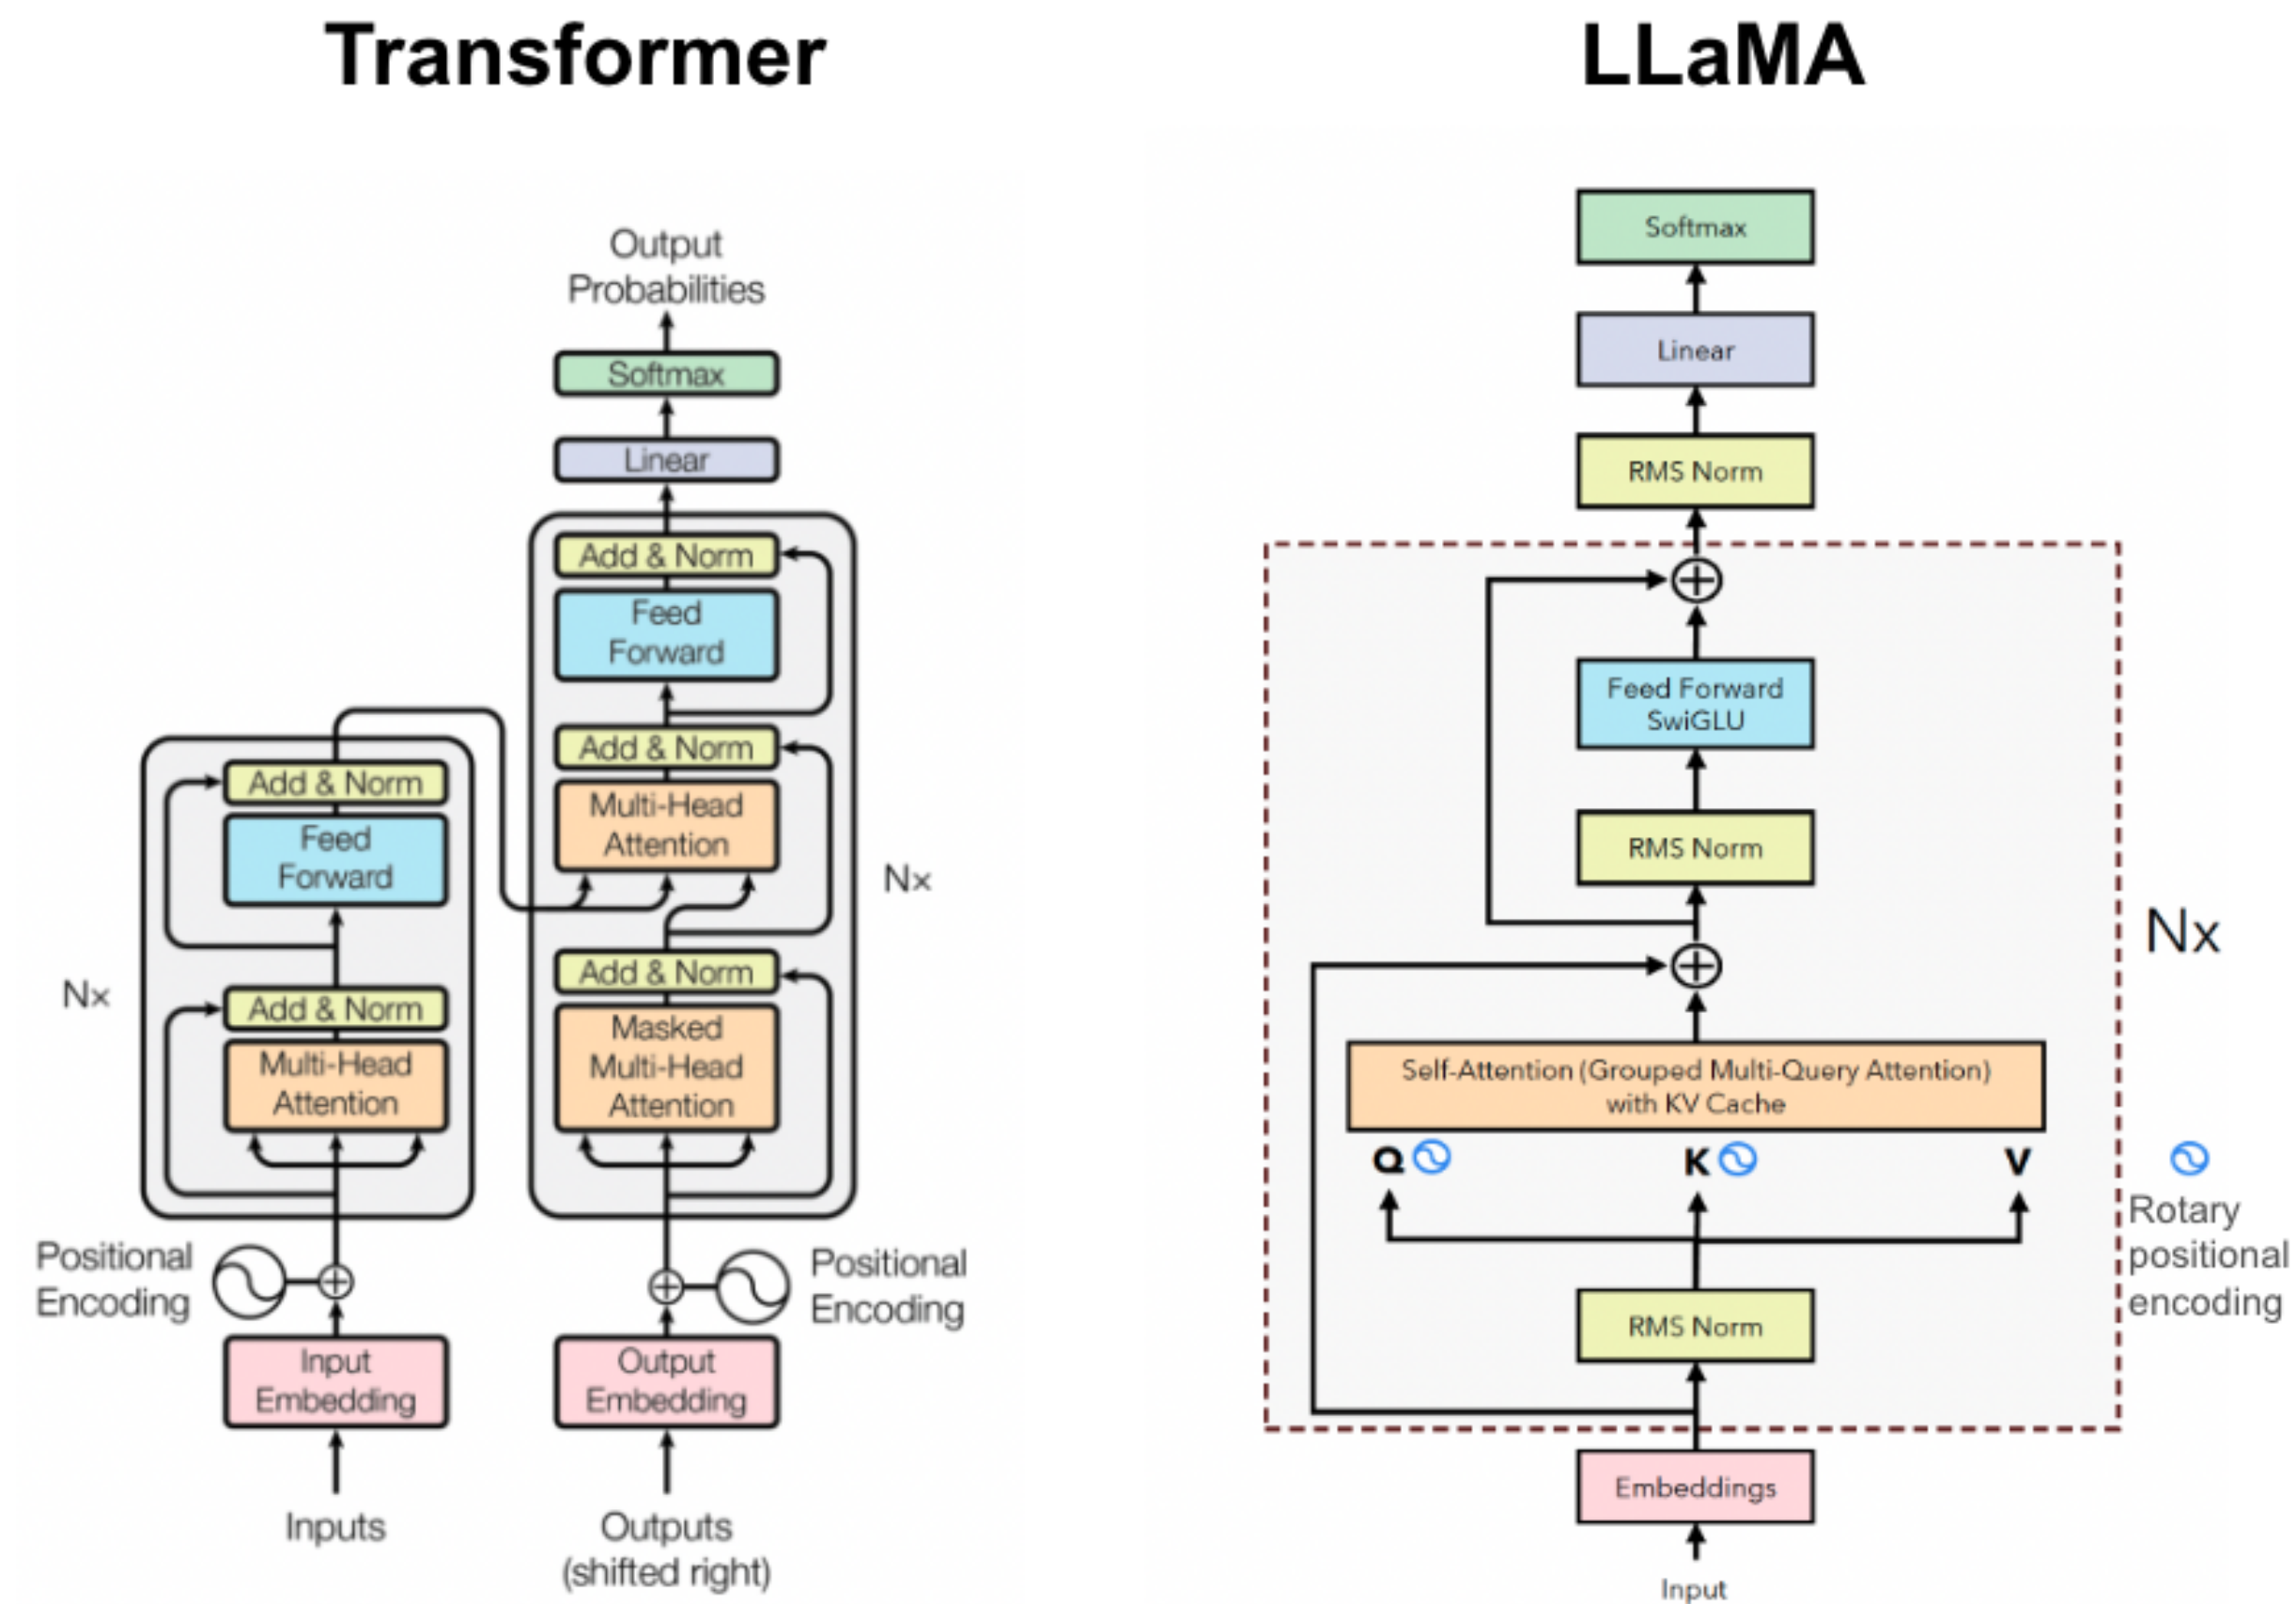 Transformer
Output
Probabilities
Softmax
Linear
Add & Norm
Feed
Forward
Add & Norm
Multi-Head
Attention
Add & Norm
Masked
Multi-Head
Attention
Nx
Positional
Encoding
Output
Embedding
Outputs
(shifted right)
Add & Norm
Feed
Forward
Add & Norm
Multi-Head
Attention
Nx
Positional
Encoding
Input
Embedding
Inputs
LLaMA
Softmax
Linear
RMS Norm
Feed Forward
SwiGLU
RMS Norm
Nx
Self-Attention (Grouped Multi-Query Attention)
with KV Cache
Q
K
V
Rotary
positional
encoding
RMS Norm
Embeddings
Input